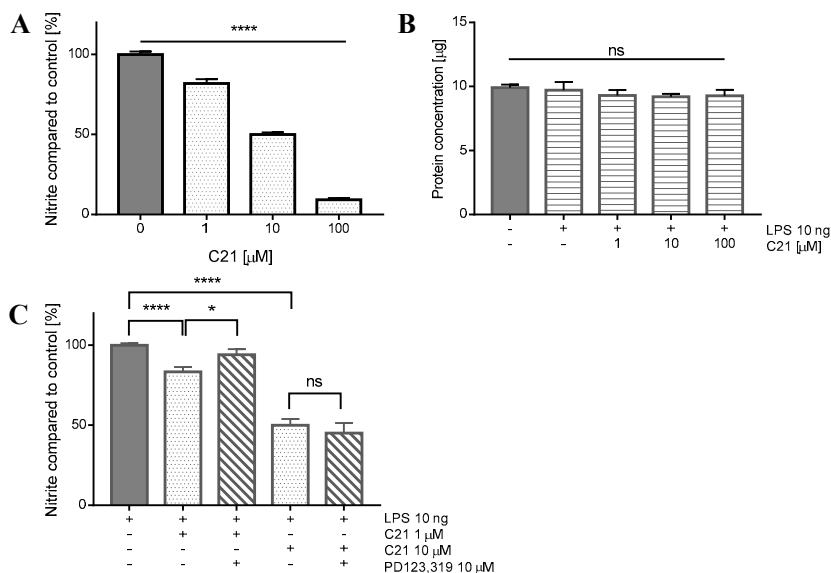 A
Nitrite compared to control [%]
100
50
0
****
0 1 10 100
C21 [μM]
B
Protein concentration [μg]
15
10
5
0
ns
- + + + + LPS 10 ng
- - 1 10 100 C21 [μM]
C
Nitrite compared to control [%]
100
50
0
****
**** *
ns
+ + + + + LPS 10 ng
- + + - - C21 1 μM
- - - + + C21 10 μM
- - + - + PD123,319 10 μM